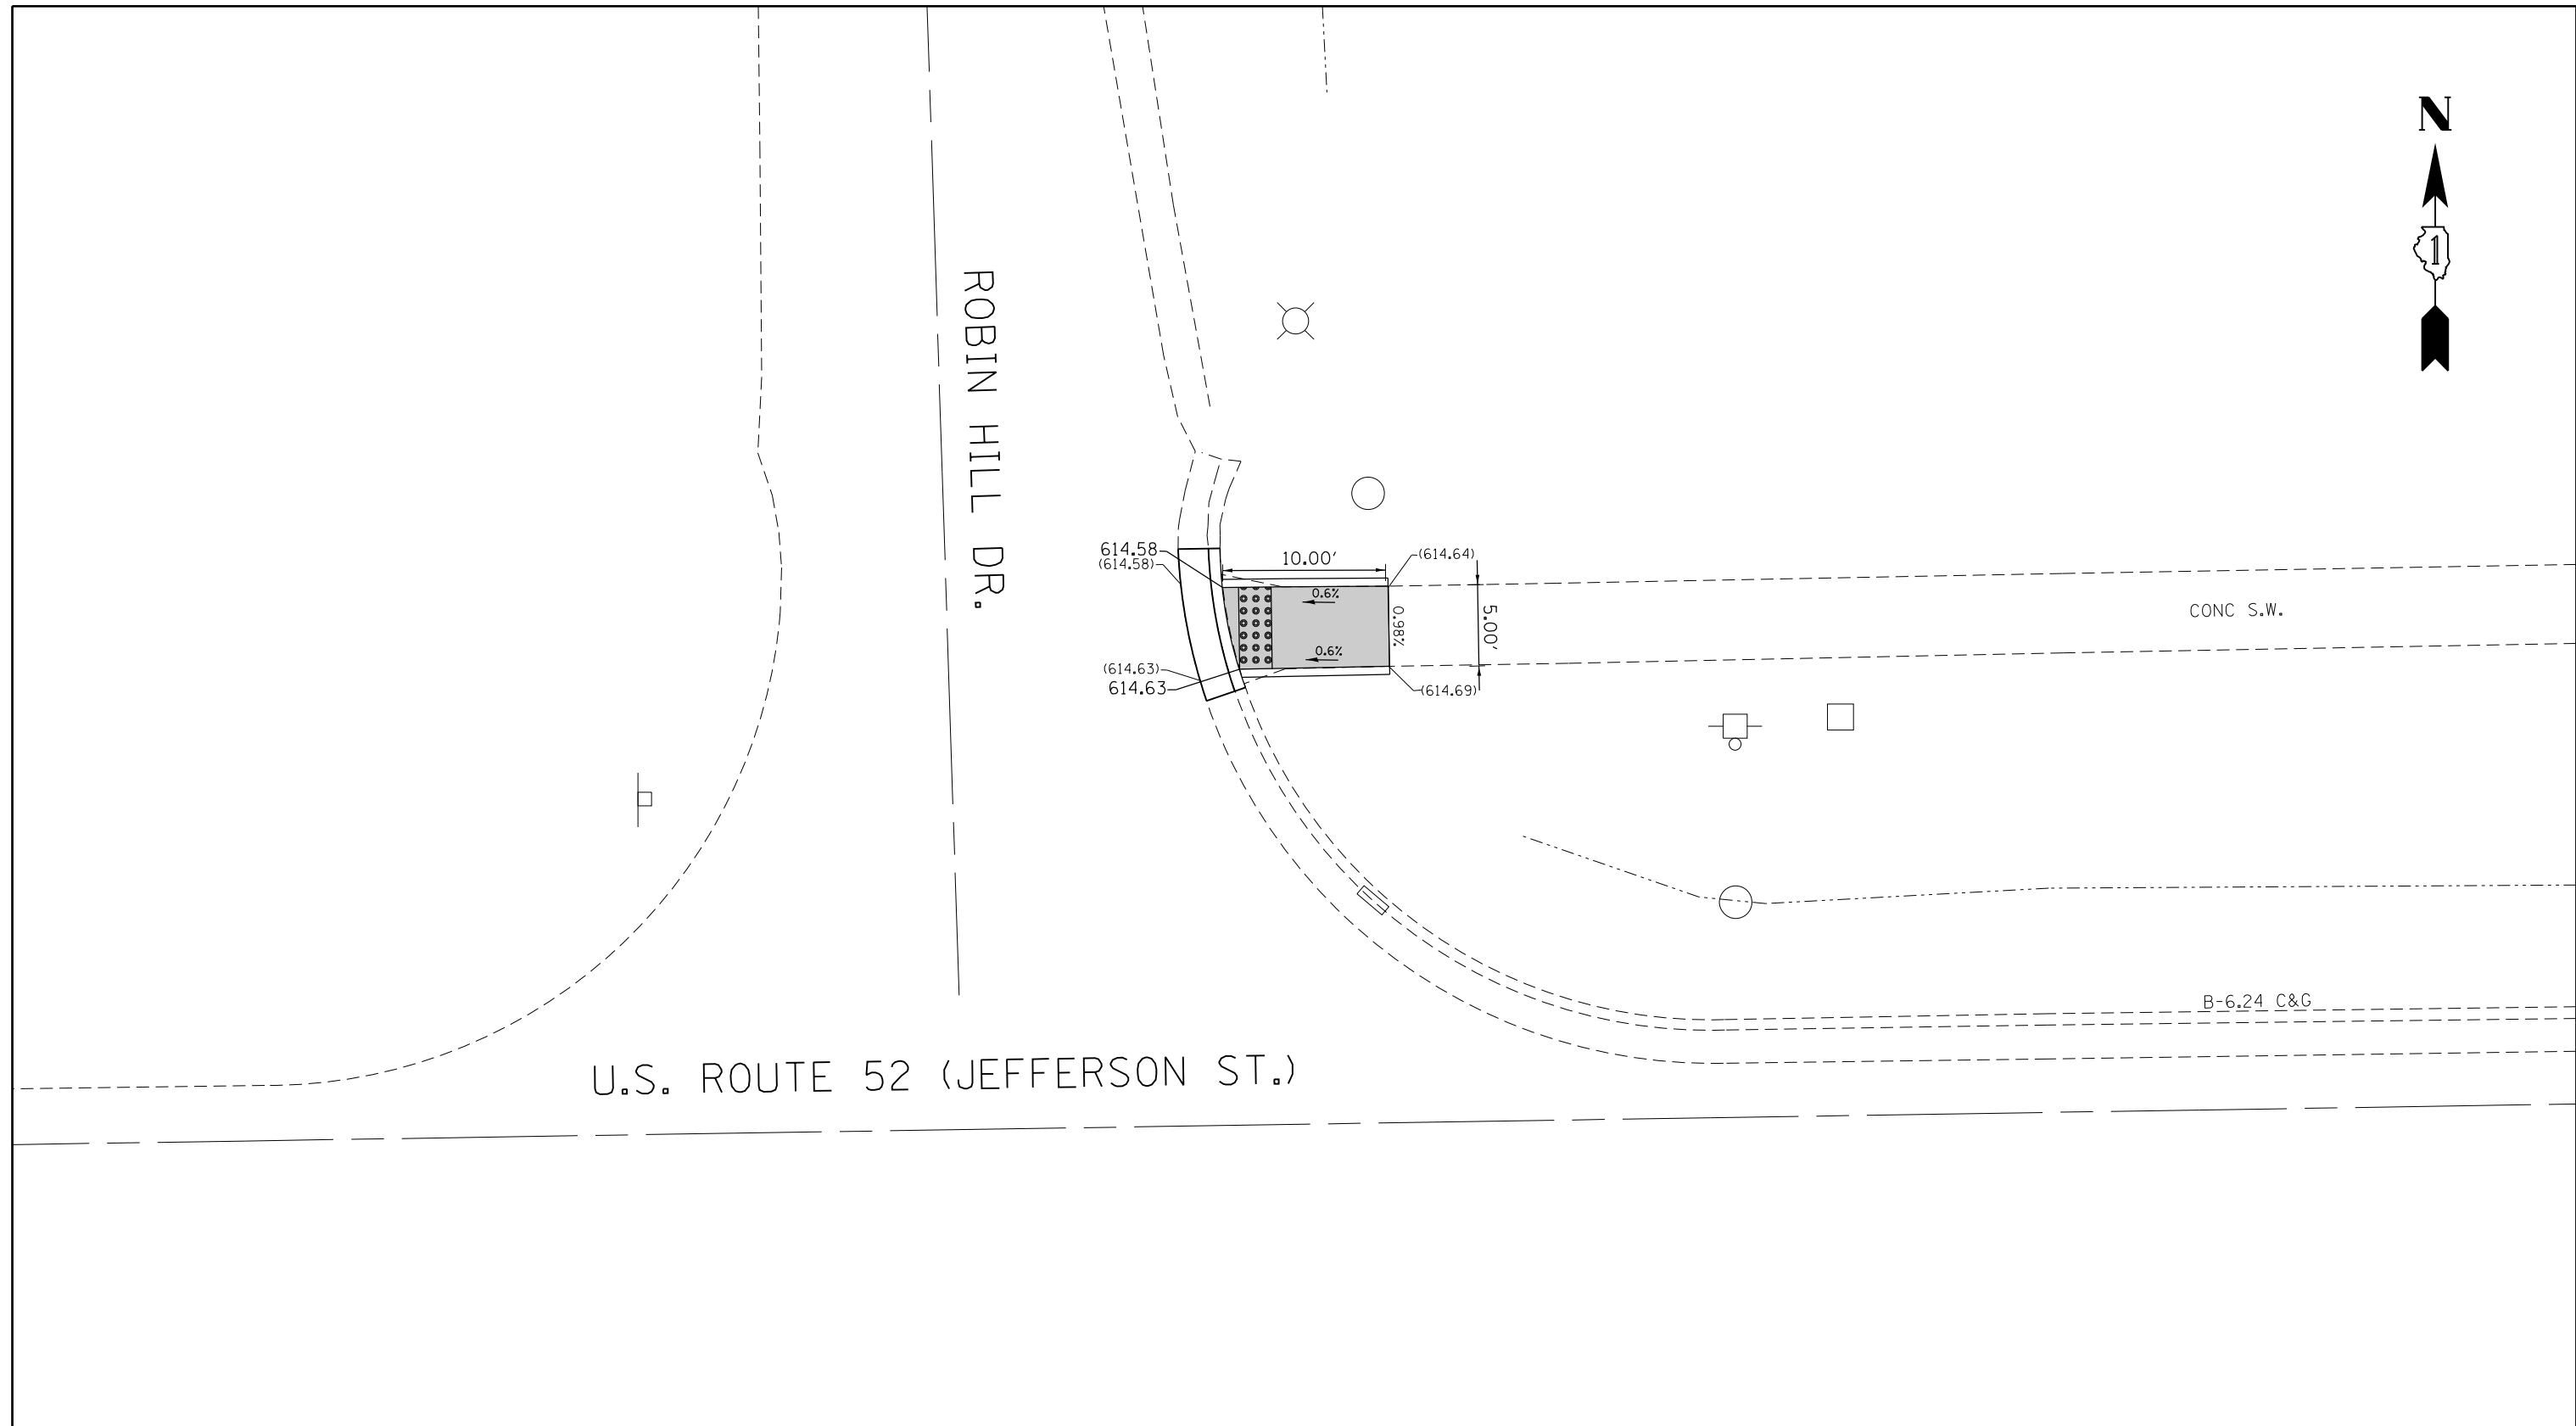 N
1
ROBIN HILL DR.
614.58
(614.58)
10.00'
(614.64)
0.6%
0.98%
5.00'
CONC S.W.
0.6%
(614.63)
614.63
(614.69)
B-6.24 C&G
U.S. ROUTE 52 (JEFFERSON ST.)